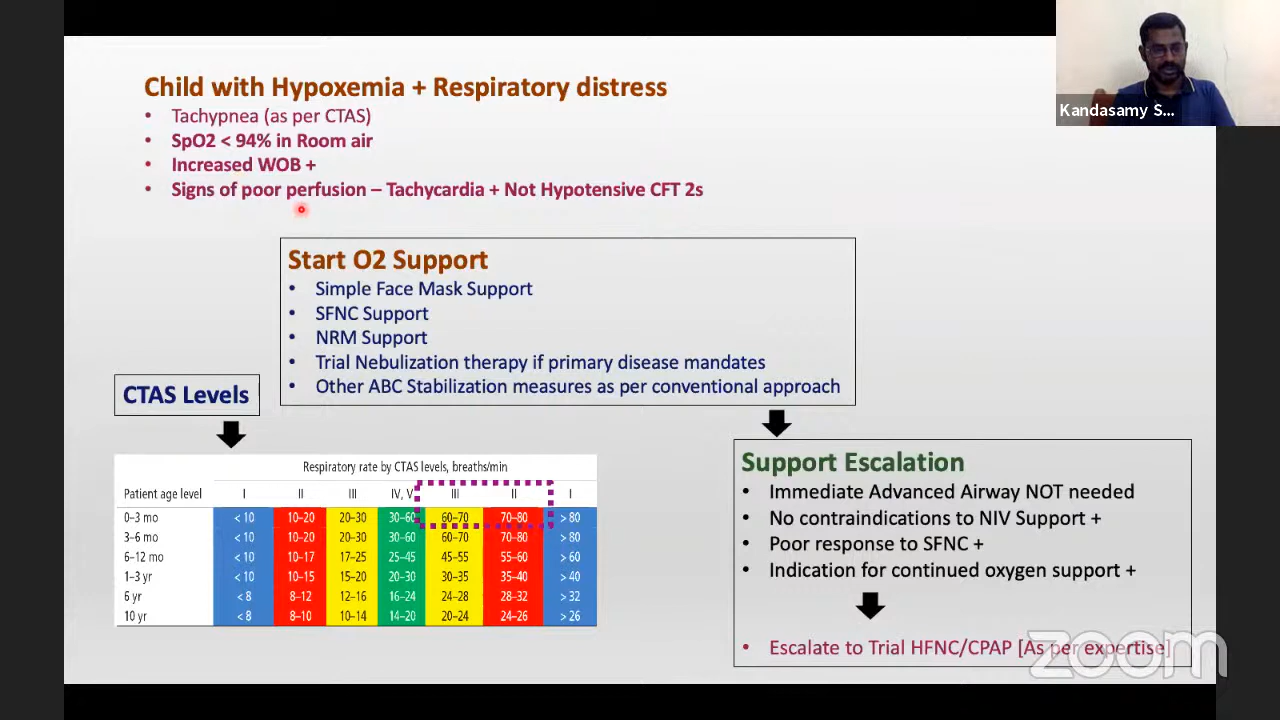 Child with Hypoxemia + Respiratory distress
• Tachypnea (as per CTAS)
• SpO2 < 94% in Room air
• Increased WOB +
• Signs of poor perfusion – Tachycardia + Not Hypotensive CFT 2s
Kandasamy S...
Start O2 Support
• Simple Face Mask Support
• SFNC Support
• NRM Support
• Trial Nebulization therapy if primary disease mandates
• Other ABC Stabilization measures as per conventional approach
CTAS Levels
Respiratory rate by CTAS levels, breaths/min
Patient age level I II III IV, V III II I
0–3 mo < 10 10–20 20–30 30–60 60–70 70–80 > 80
3–6 mo < 10 10–20 20–30 30–60 60–70 70–80 > 80
6–12 mo < 10 10–17 17–25 25–45 45–55 55–60 > 60
1–3 yr < 10 10–15 15–20 20–30 30–35 35–40 > 40
6 yr < 8 8–12 12–16 16–24 24–28 28–32 > 32
10 yr < 8 8–10 10–14 14–20 20–24 24–26 > 26
Support Escalation
• Immediate Advanced Airway NOT needed
• No contraindications to NIV Support +
• Poor response to SFNC +
• Indication for continued oxygen support +
• Escalate to Trial HFNC/CPAP [As per expertise]
zoom